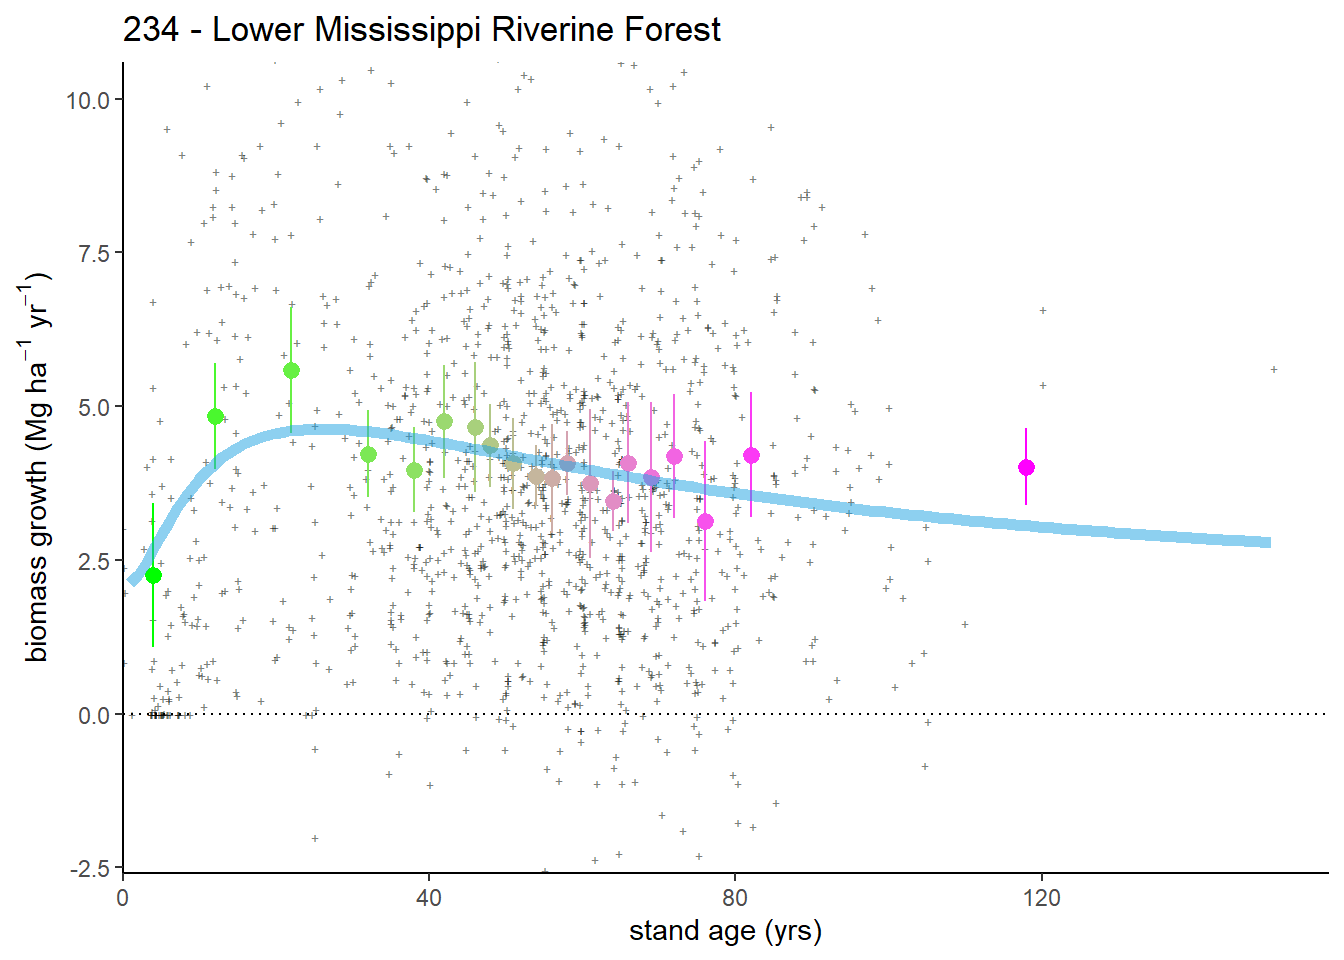 234 - Lower Mississippi Riverine Forest
biomass growth (Mg ha⁻¹ yr⁻¹)
10.0
7.5
5.0
2.5
0.0
-2.5
0 40 80 120
stand age (yrs)